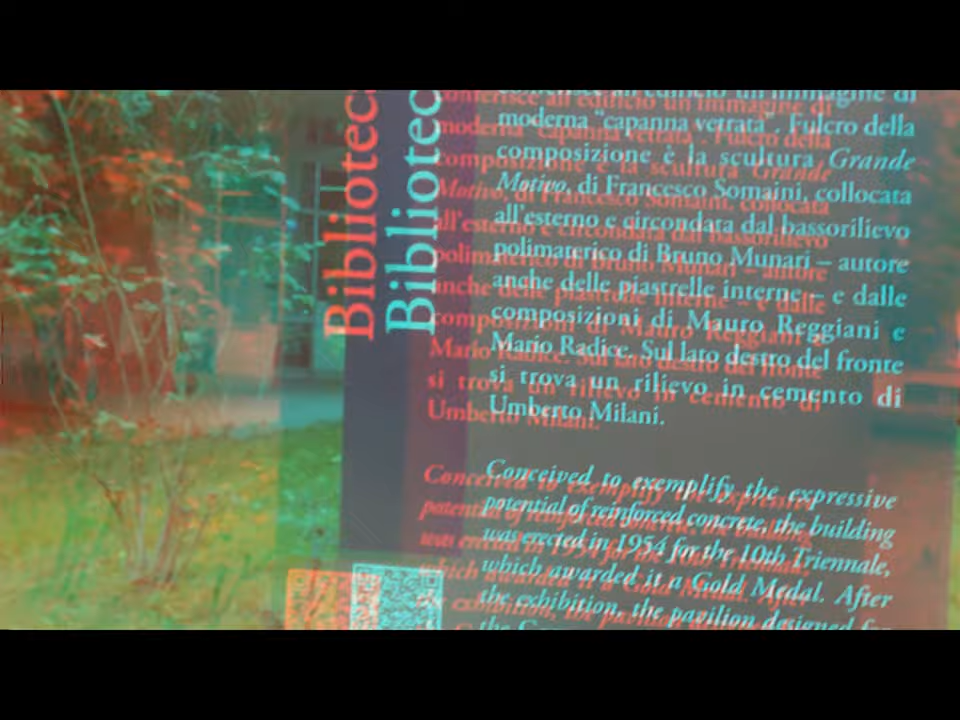 Bibliotec
conferisce all'edificio un'immagine di
moderna "capanna vetrata". Fulcro della
composizione è la scultura Grande
Motivo, di Francesco Somaini, collocata
all'esterno e circondata dal bassorilievo
polimaterico di Bruno Munari – autore
anche delle piastrelle interne – e dalle
composizioni di Mauro Reggiani e
Mario Radice. Sul lato destro del fronte
si trova un rilievo in cemento di
Umberto Milani.
Conceived to exemplify the expressive
potential of reinforced concrete, the building
was erected in 1954 for the 10th Triennale,
which awarded it a Gold Medal. After
the exhibition, the pavilion designed for